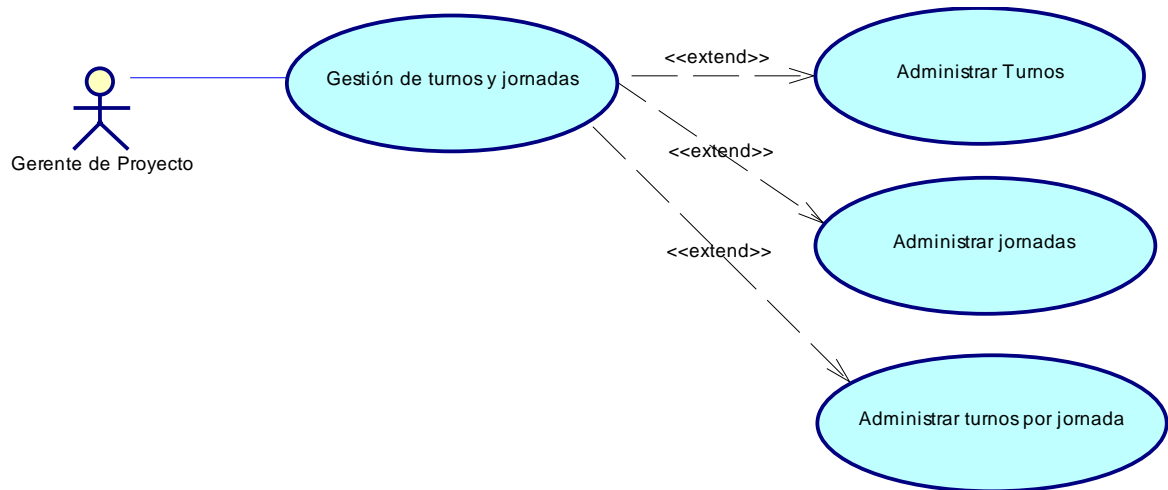 Gestión de turnos y jornadas
<<extend>>
Administrar Turnos
Gerente de Proyecto
<<extend>>
Administrar jornadas
<<extend>>
Administrar turnos por jornada